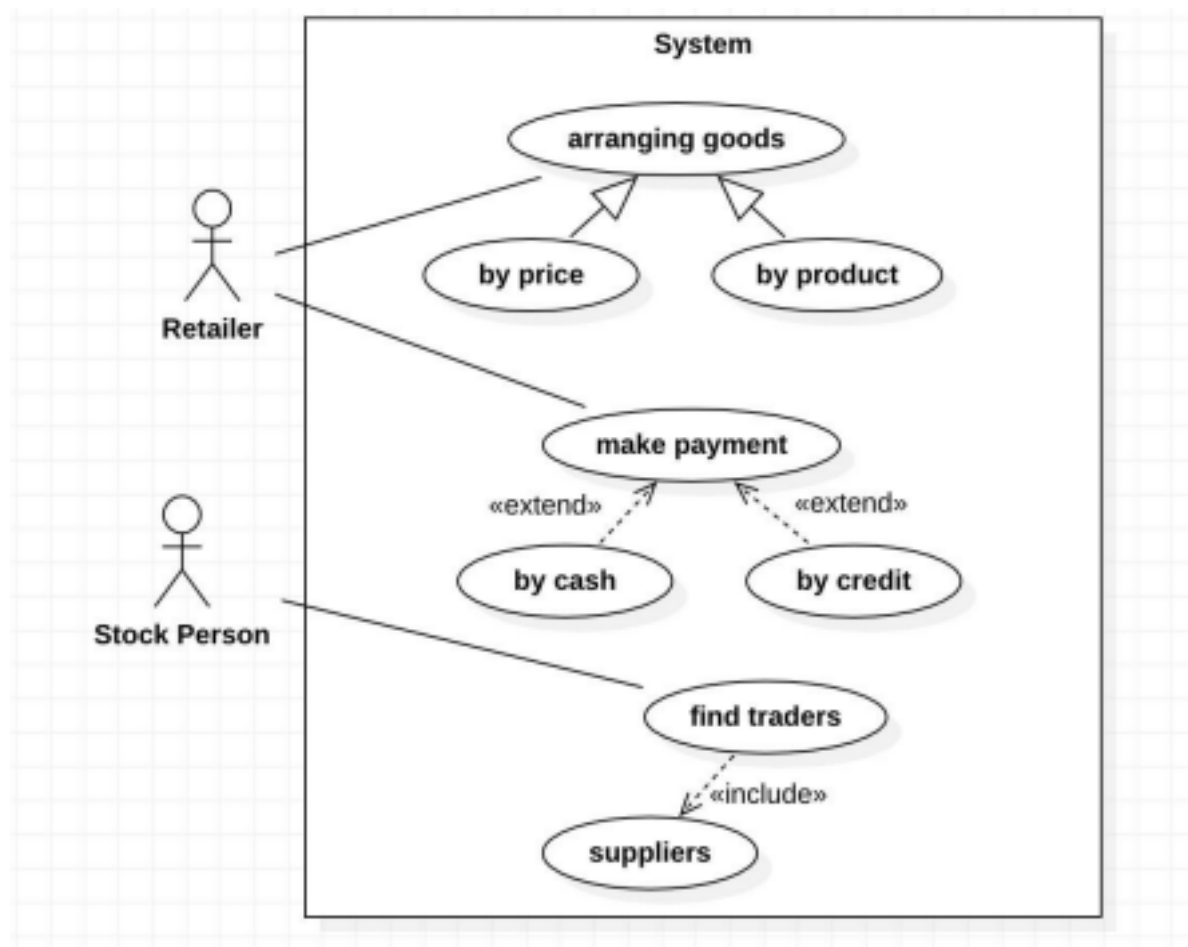 System
arranging goods
by price
by product
Retailer
make payment
«extend»
«extend»
by cash
by credit
Stock Person
find traders
«include»
suppliers